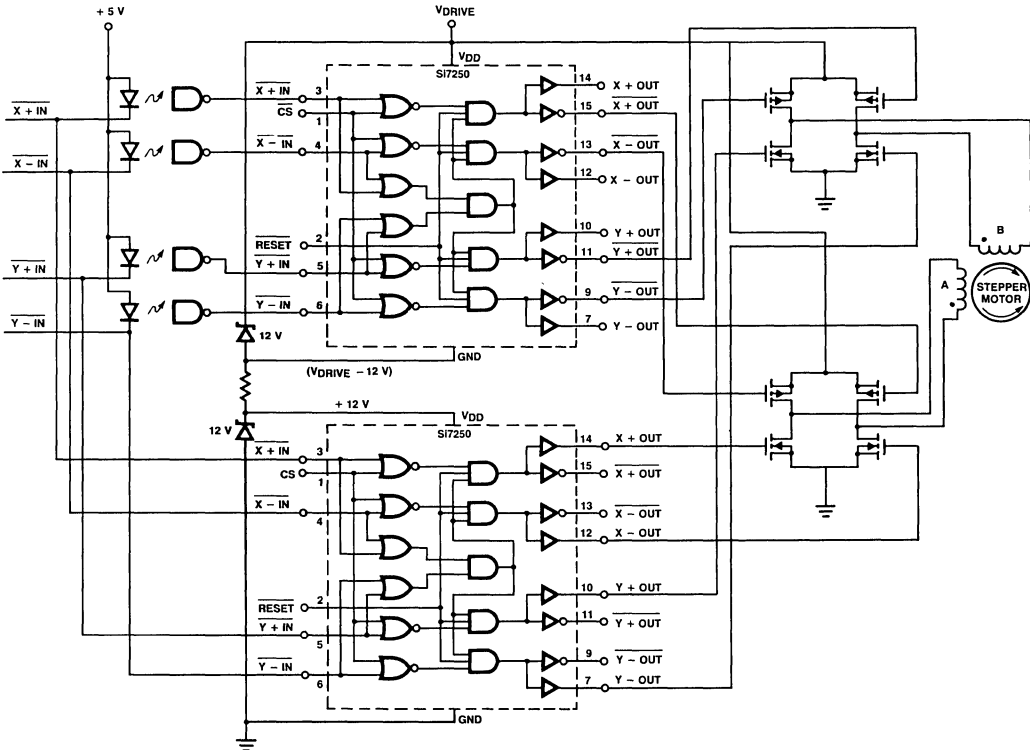 + 5 V
VDRIVE
VDD
Si7250
X + IN
X + IN
3
CS
1
X − IN
X − IN
4
RESET
2
Y + IN
Y + IN
5
Y − IN
Y − IN
6
14
X + OUT
15
X + OUT
13
X − OUT
12
X − OUT
10
Y + OUT
11
Y + OUT
9
Y − OUT
7
Y − OUT
GND
12 V
(VDRIVE − 12 V)
B
A
STEPPER
MOTOR
+ 12 V
12 V
VDD
Si7250
X + IN
3
CS
1
X − IN
4
RESET
2
Y + IN
5
Y − IN
6
14
X + OUT
15
X + OUT
13
X − OUT
12
X − OUT
10
Y + OUT
11
Y + OUT
9
Y − OUT
7
Y − OUT
GND